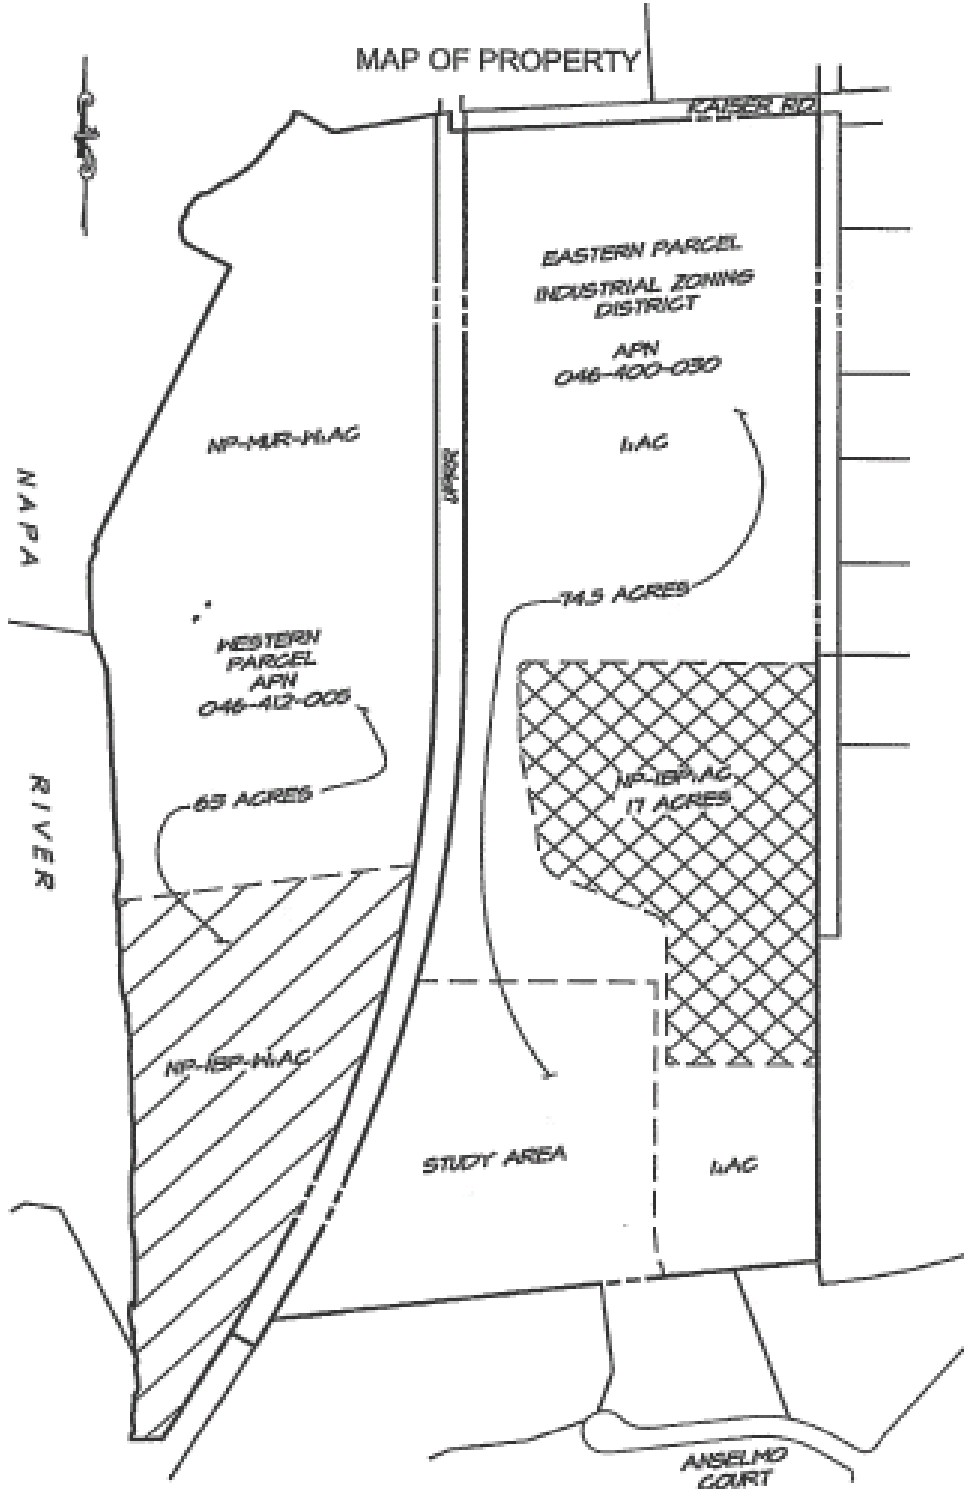 MAP OF PROPERTY
KAISER RD
EASTERN PARCEL
INDUSTRIAL ZONING
DISTRICT
APN
046-400-030
I:AC
NP-MUR-W:AC
UPRR
NAPA
RIVER
74.5 ACRES
WESTERN
PARCEL
APN
046-412-005
63 ACRES
NP-IBP:AC
17 ACRES
NP-IBP-W:AC
STUDY AREA
I:AC
ANSELMO
COURT